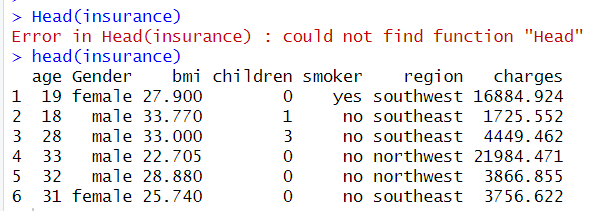 > Head(insurance)
Error in Head(insurance) : could not find function "Head"
> head(insurance)
  age Gender    bmi children smoker    region   charges
1  19 female 27.900        0    yes southwest 16884.924
2  18   male 33.770        1     no southeast  1725.552
3  28   male 33.000        3     no southeast  4449.462
4  33   male 22.705        0     no northwest 21984.471
5  32   male 28.880        0     no northwest  3866.855
6  31 female 25.740        0     no southeast  3756.622